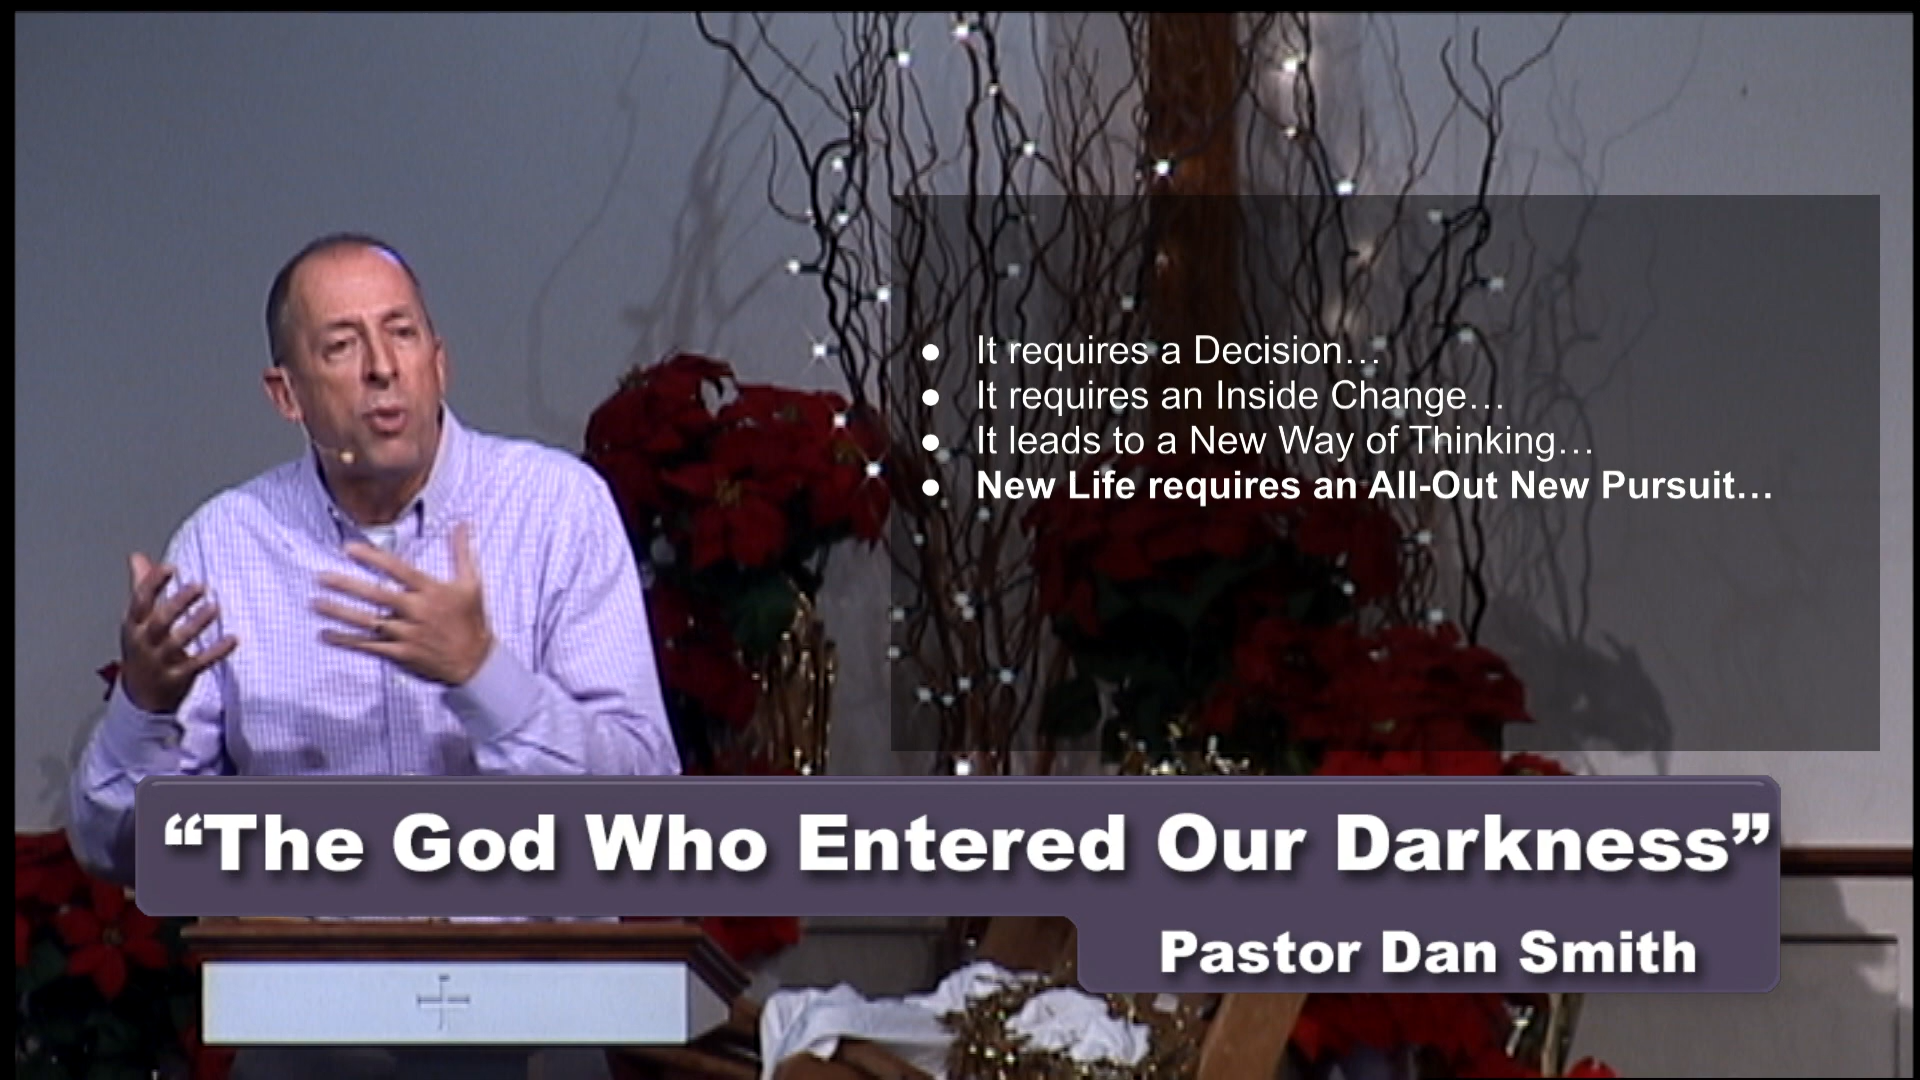 ● It requires a Decision…
● It requires an Inside Change…
● It leads to a New Way of Thinking…
● New Life requires an All-Out New Pursuit…
“The God Who Entered Our Darkness”
Pastor Dan Smith